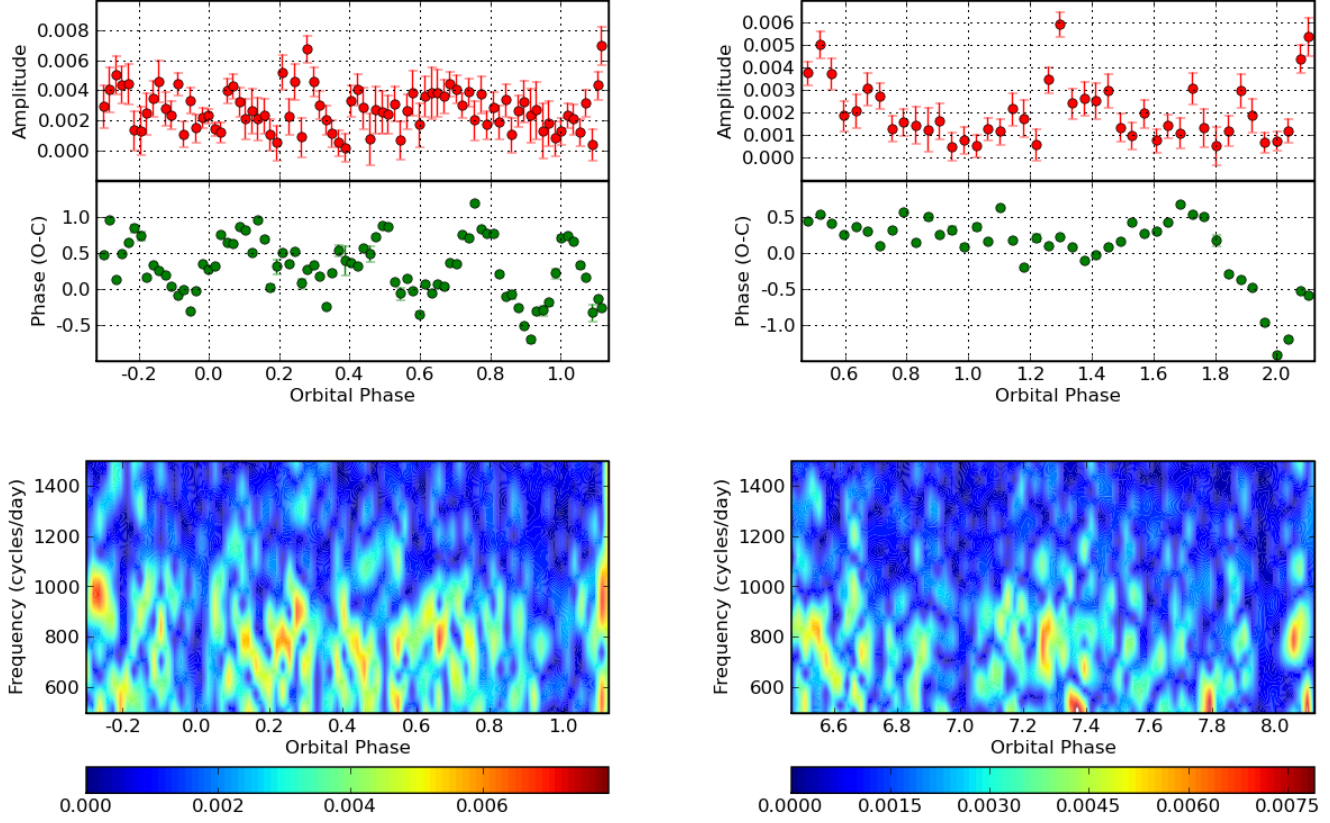 0.008
0.006
0.004
0.002
0.000
Amplitude
1.0
0.5
0.0
-0.5
Phase (O-C)
-0.2 0.0 0.2 0.4 0.6 0.8 1.0
Orbital Phase
0.006
0.005
0.004
0.003
0.002
0.001
0.000
Amplitude
0.5
0.0
-0.5
-1.0
Phase (O-C)
0.6 0.8 1.0 1.2 1.4 1.6 1.8 2.0
Orbital Phase
1400
1200
1000
800
600
Frequency (cycles/day)
-0.2 0.0 0.2 0.4 0.6 0.8 1.0
Orbital Phase
0.000 0.002 0.004 0.006
1400
1200
1000
800
600
Frequency (cycles/day)
6.6 6.8 7.0 7.2 7.4 7.6 7.8 8.0
Orbital Phase
0.0000 0.0015 0.0030 0.0045 0.0060 0.0075